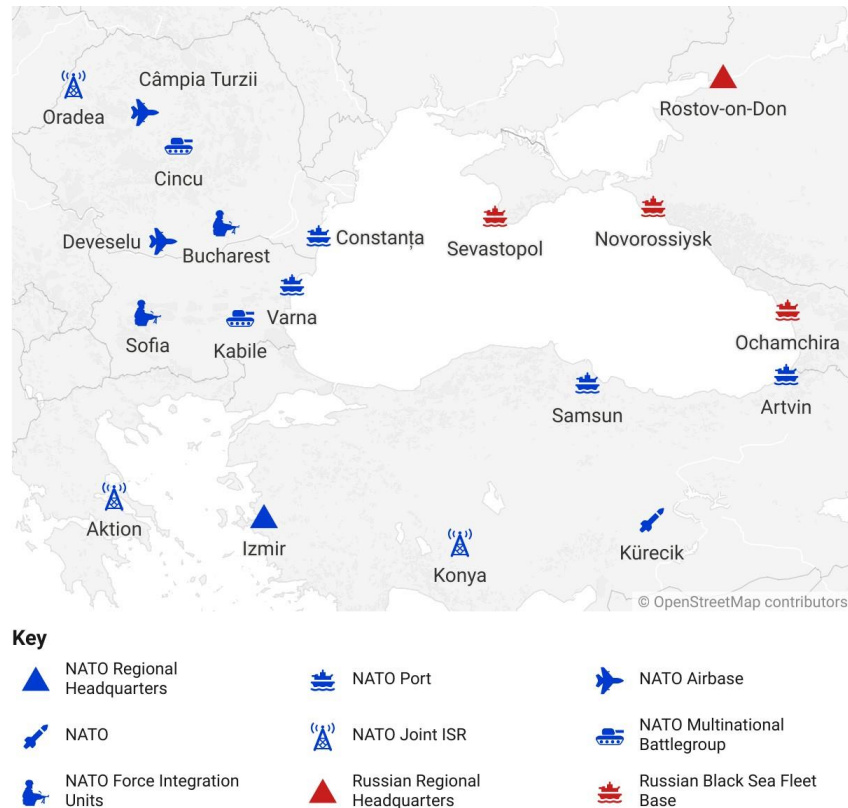 Câmpia Turzii
Rostov-on-Don
Oradea
Cincu
Deveselu
Bucharest
Constanța
Sevastopol
Novorossiysk
Varna
Sofia
Kabile
Ochamchira
Samsun
Artvin
Aktion
Izmir
Konya
Kürecik
© OpenStreetMap contributors
Key
NATO Regional
Headquarters
NATO Port
NATO Airbase
NATO
NATO Joint ISR
NATO Multinational
Battlegroup
NATO Force Integration
Units
Russian Regional
Headquarters
Russian Black Sea Fleet
Base